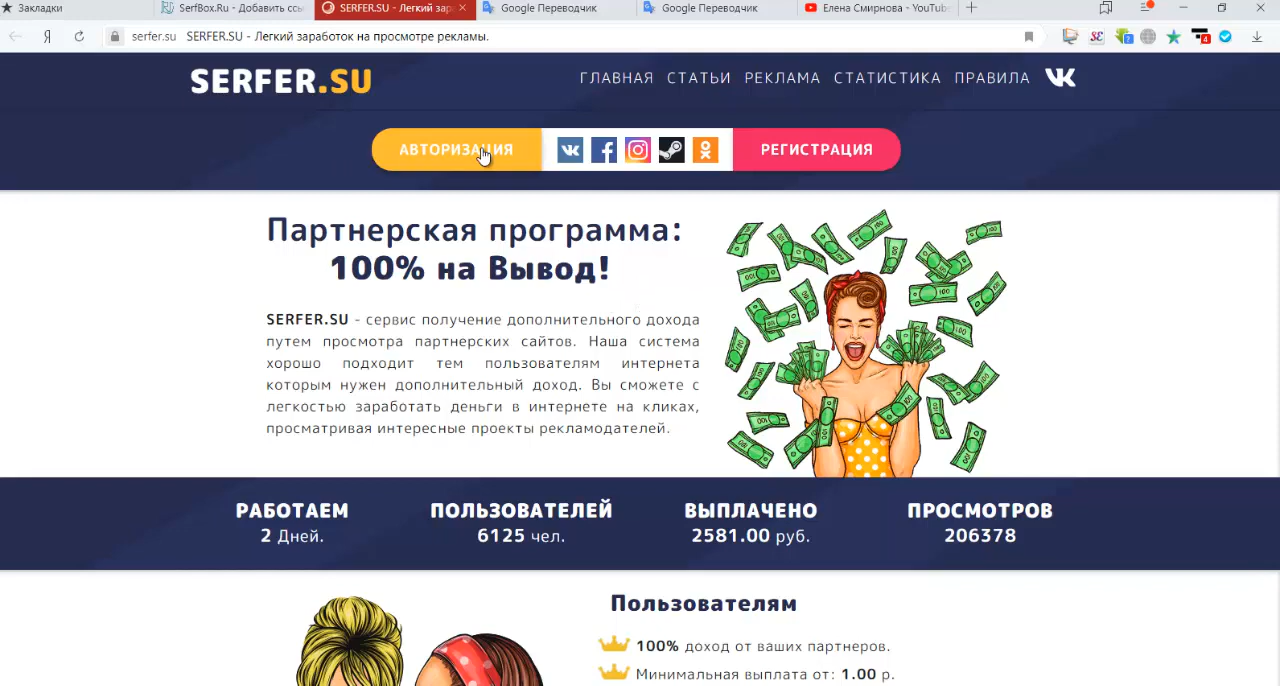 Закладки
SerfBox.Ru - Добавить ссы
SERFER.SU - Легкий зар
Google Переводчик
Google Переводчик
Елена Смирнова - YouTube
serfer.su SERFER.SU - Легкий заработок на просмотре рекламы.
SERFER.SU
ГЛАВНАЯ СТАТЬИ РЕКЛАМА СТАТИСТИКА ПРАВИЛА
АВТОРИЗАЦИЯ
РЕГИСТРАЦИЯ
Партнерская программа:
100% на Вывод!
SERFER.SU - сервис получение дополнительного дохода
путем просмотра партнерских сайтов. Наша система
хорошо подходит тем пользователям интернета
которым нужен дополнительный доход. Вы сможете с
легкостью заработать деньги в интернете на кликах,
просматривая интересные проекты рекламодателей.
РАБОТАЕМ
2 Дней.
ПОЛЬЗОВАТЕЛЕЙ
6125 чел.
ВЫПЛАЧЕНО
2581.00 руб.
ПРОСМОТРОВ
206378
Пользователям
100% доход от ваших партнеров.
Минимальная выплата от: 1.00 р.